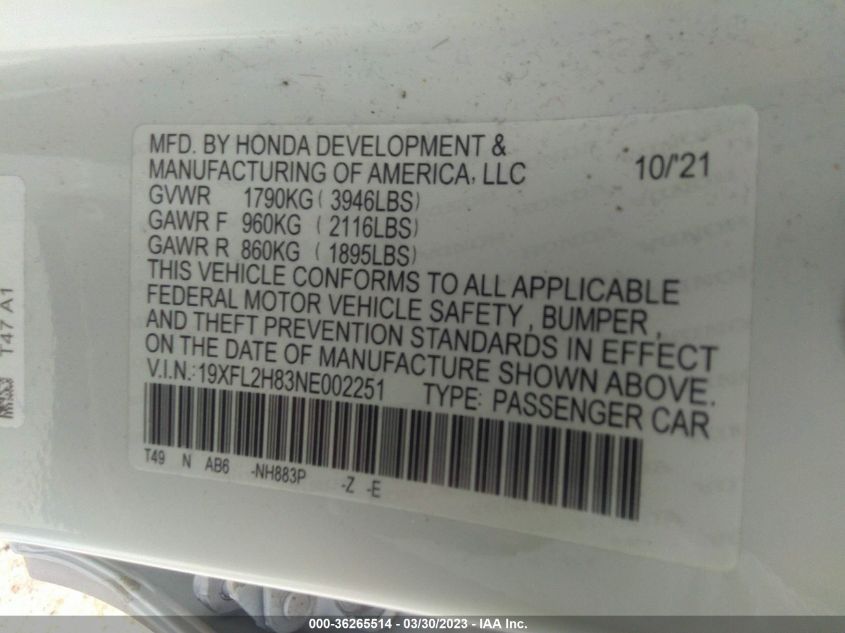 MFD. BY HONDA DEVELOPMENT &
MANUFACTURING OF AMERICA, LLC 10/'21
GVWR 1790KG ( 3946LBS)
GAWR F 960KG ( 2116LBS)
GAWR R 860KG ( 1895LBS)
THIS VEHICLE CONFORMS TO ALL APPLICABLE
FEDERAL MOTOR VEHICLE SAFETY, BUMPER,
AND THEFT PREVENTION STANDARDS IN EFFECT
ON THE DATE OF MANUFACTURE SHOWN ABOVE.
V.I.N.:19XFL2H83NE002251 TYPE: PASSENGER CAR
T49 N AB6 -NH883P -Z -E
T47 A1
000-36265514 — 03/30/2023 — IAA Inc.